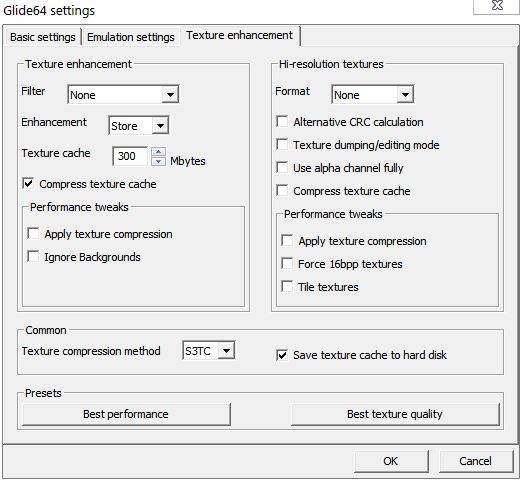 Glide64 settings
Basic settings
Emulation settings
Texture enhancement
Texture enhancement
Filter
None
Enhancement
Store
Texture cache
300
Mbytes
Compress texture cache
Performance tweaks
Apply texture compression
Ignore Backgrounds
Hi-resolution textures
Format
None
Alternative CRC calculation
Texture dumping/editing mode
Use alpha channel fully
Compress texture cache
Performance tweaks
Apply texture compression
Force 16bpp textures
Tile textures
Common
Texture compression method
S3TC
Save texture cache to hard disk
Presets
Best performance
Best texture quality
OK
Cancel